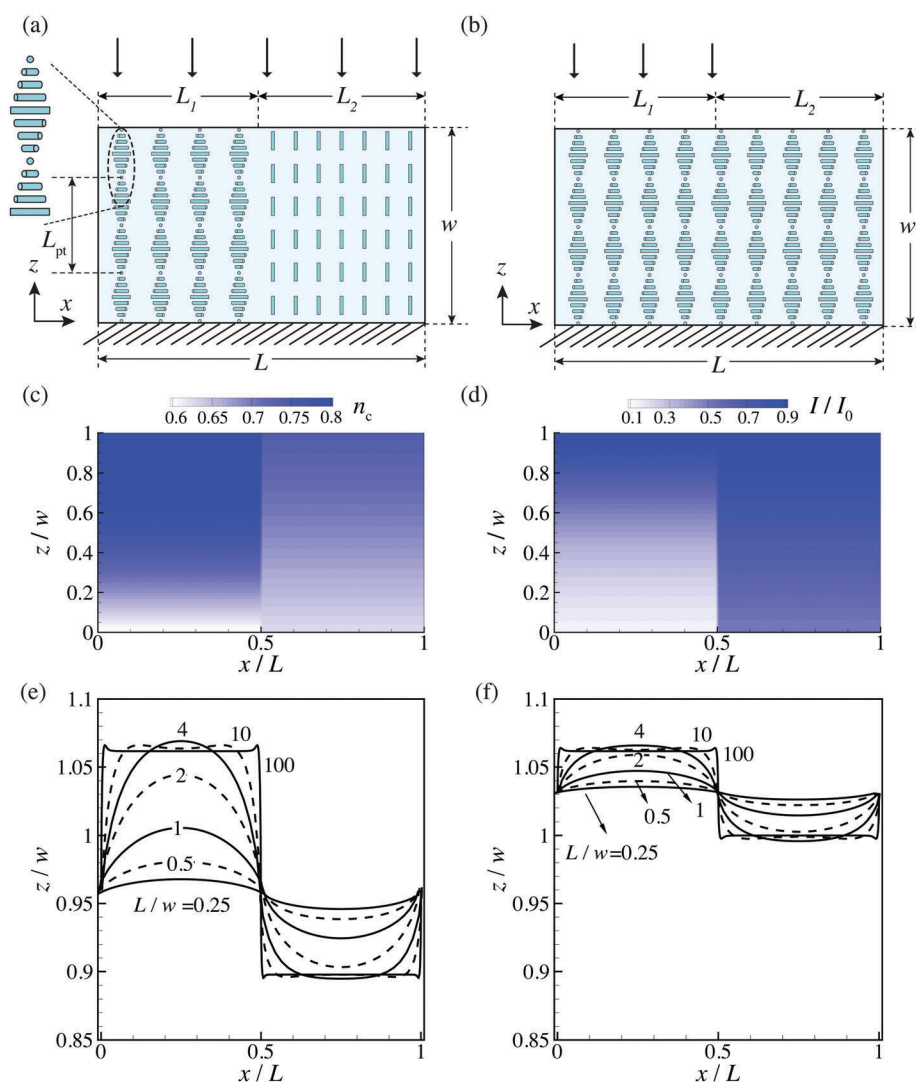 (a)
(b)
L1 L2
L1 L2
Lpt
w
w
z
x
z
x
L
L
(c)
0.6 0.65 0.7 0.75 0.8 nc
(d)
0.1 0.3 0.5 0.7 0.9 I / I0
1
0.8
0.6
0.4
0.2
0
z / w
0 0.5 1
x / L
1
0.8
0.6
0.4
0.2
0
z / w
0 0.5 1
x / L
(e)
1.1
1.05
1
0.95
0.9
0.85
z / w
4
10
100
2
1
0.5
L / w =0.25
0 0.5 1
x / L
(f)
1.1
1.05
1
0.95
0.9
0.85
z / w
4
10
100
2
1
0.5
L / w=0.25
0 0.5 1
x / L